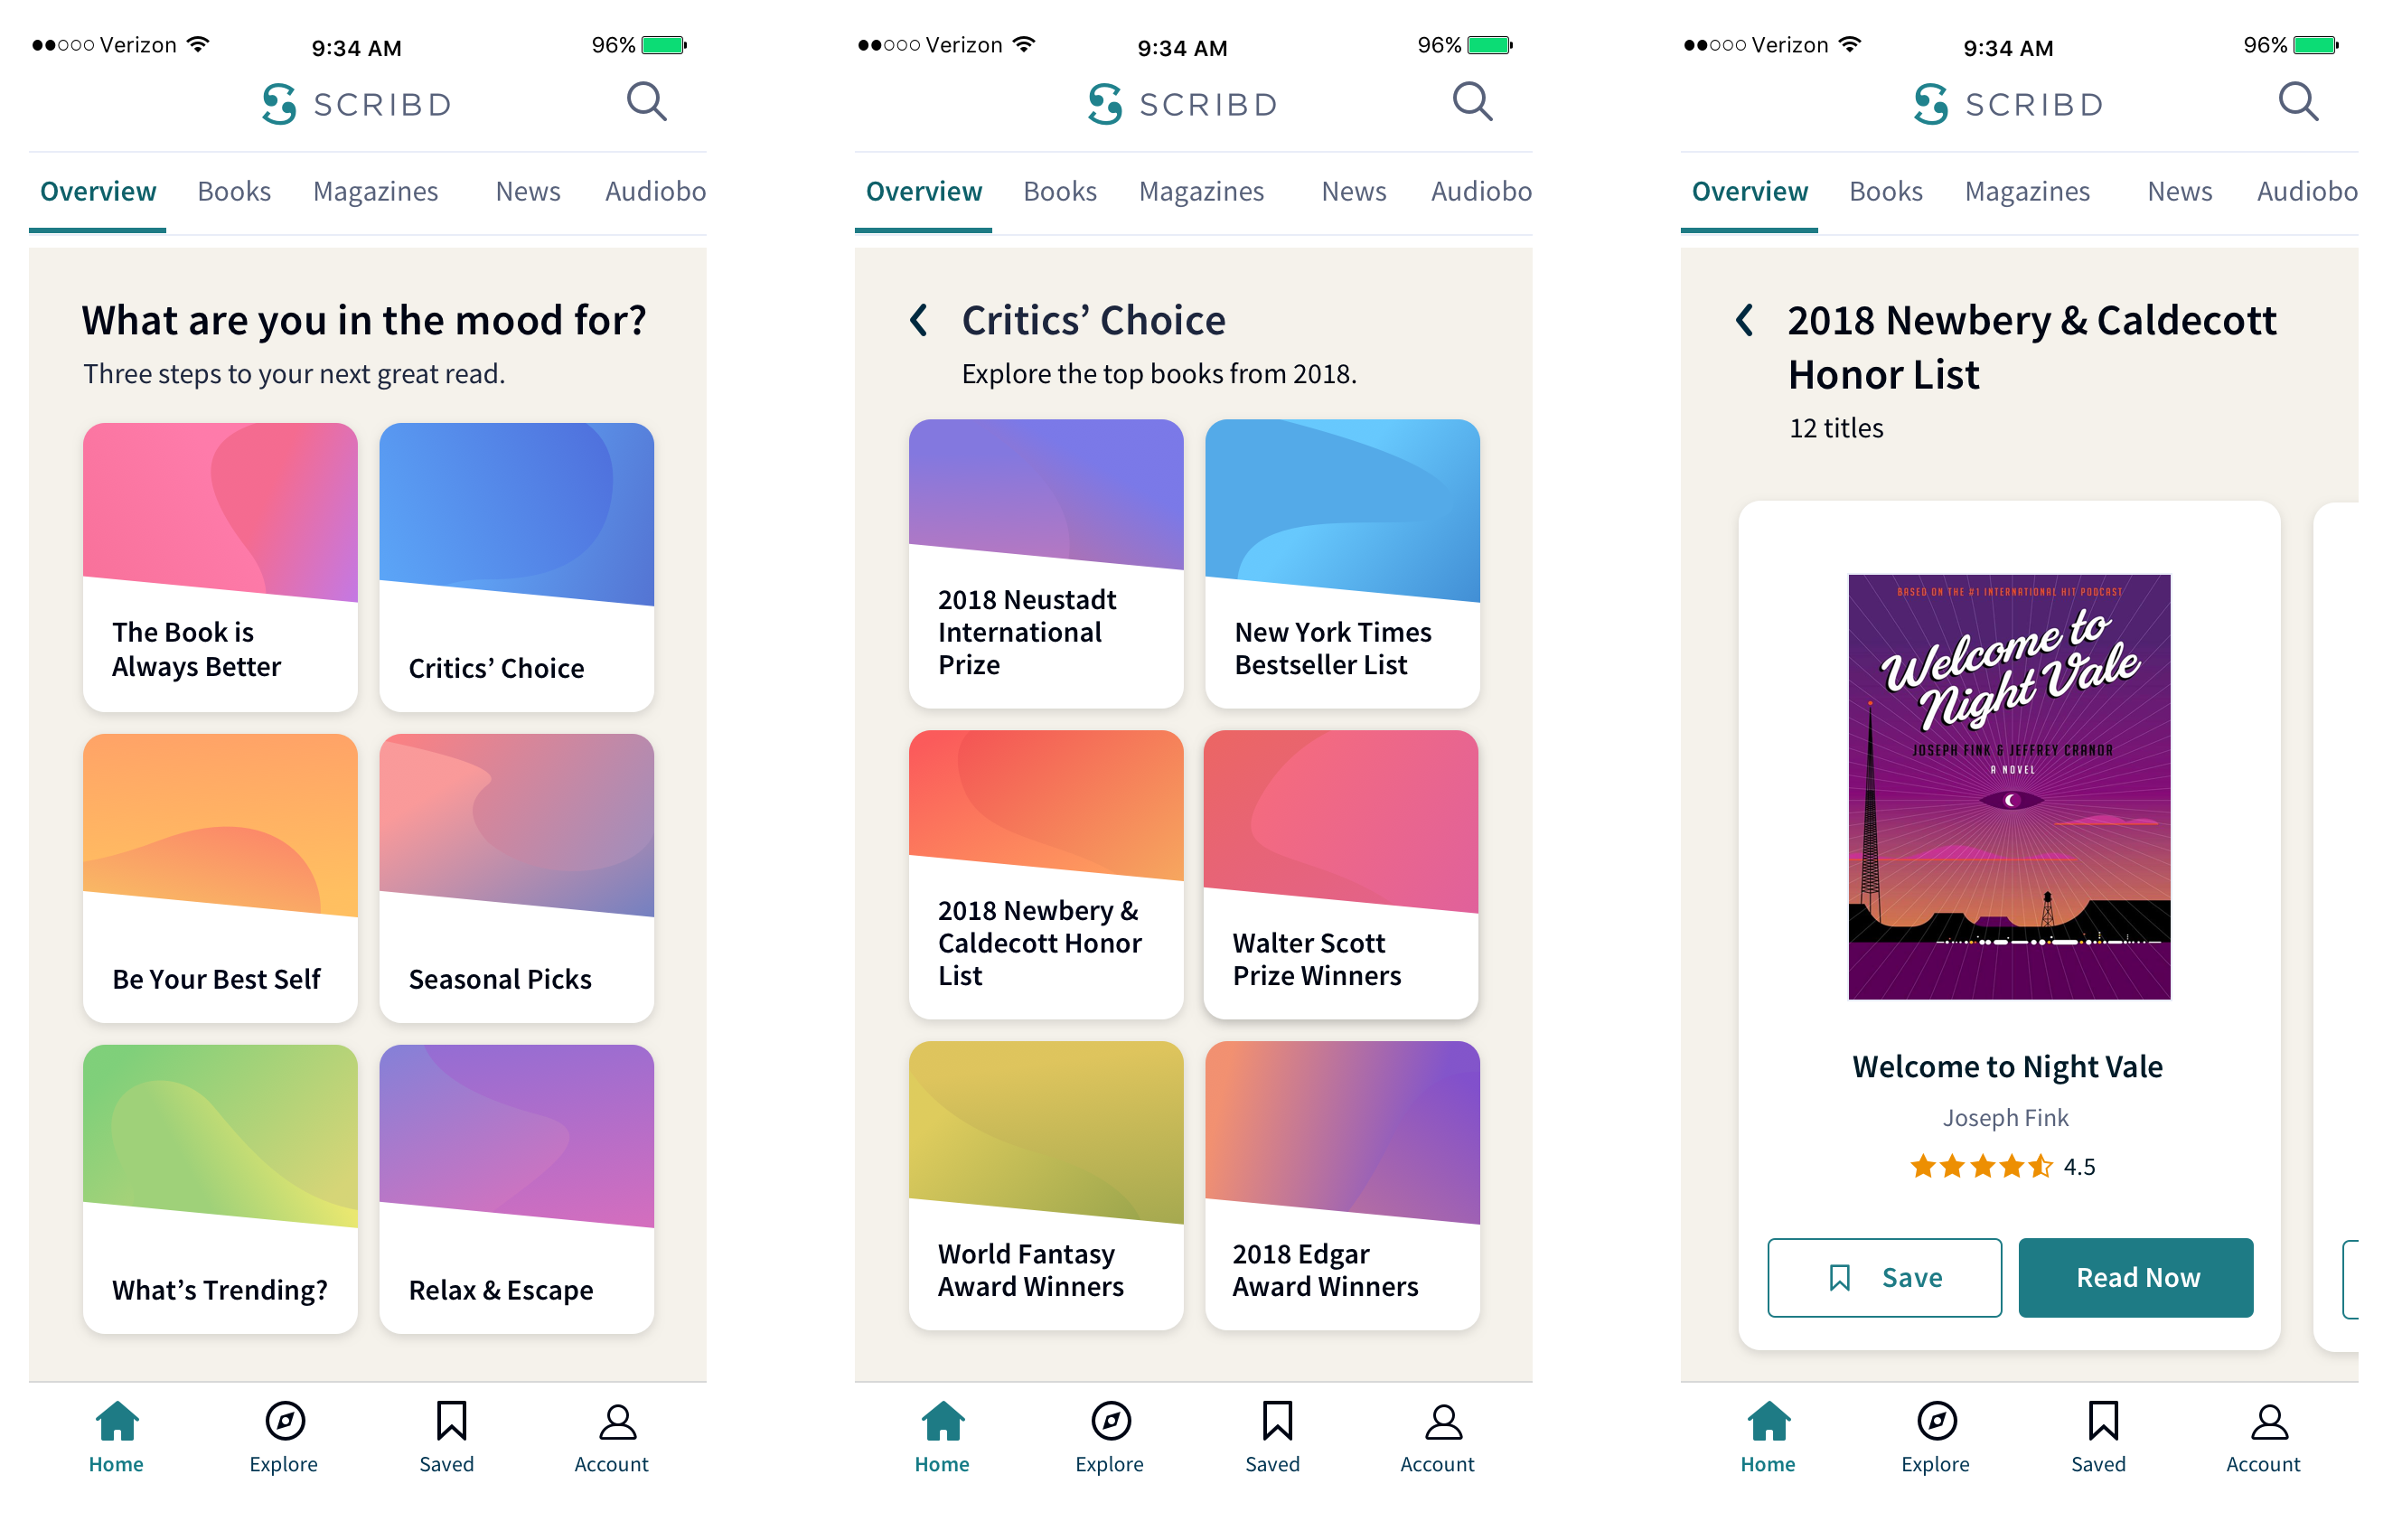 Verizon
9:34 AM
96%
SCRIBD
Overview Books Magazines News Audiobo
What are you in the mood for?
Three steps to your next great read.
The Book is
Always Better
Critics’ Choice
Be Your Best Self
Seasonal Picks
What’s Trending?
Relax & Escape
Home Explore Saved Account
Verizon
9:34 AM
96%
SCRIBD
Overview Books Magazines News Audiobo
Critics’ Choice
Explore the top books from 2018.
2018 Neustadt
International
Prize
New York Times
Bestseller List
2018 Newbery &
Caldecott Honor
List
Walter Scott
Prize Winners
World Fantasy
Award Winners
2018 Edgar
Award Winners
Home Explore Saved Account
Verizon
9:34 AM
96%
SCRIBD
Overview Books Magazines News Audiobo
2018 Newbery & Caldecott
Honor List
12 titles
BASED ON THE #1 INTERNATIONAL HIT PODCAST
Welcome to
Night Vale
JOSEPH FINK & JEFFREY CRANOR
A NOVEL
Welcome to Night Vale
Joseph Fink
4.5
Save
Read Now
Home Explore Saved Account